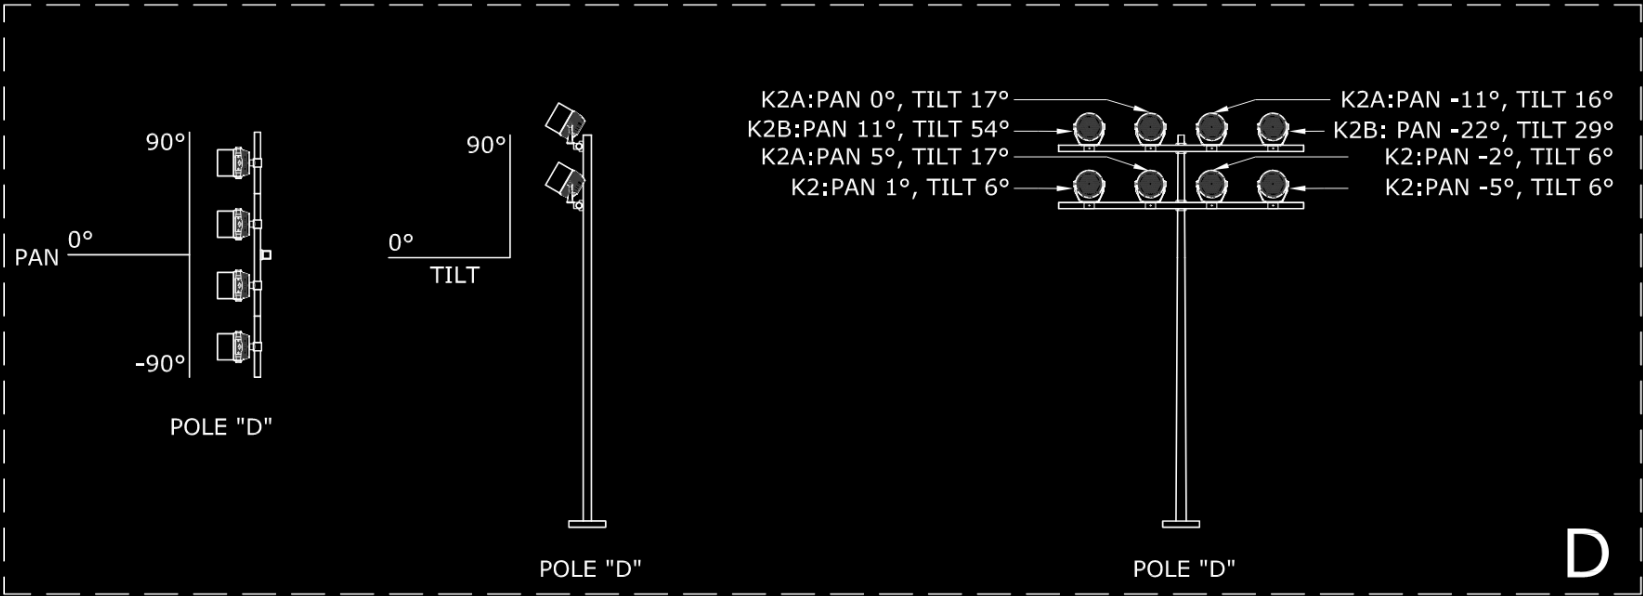 K2A:PAN 0°, TILT 17°
K2A:PAN -11°, TILT 16°
K2B:PAN 11°, TILT 54°
K2B: PAN -22°, TILT 29°
K2A:PAN 5°, TILT 17°
K2:PAN -2°, TILT 6°
K2:PAN 1°, TILT 6°
K2:PAN -5°, TILT 6°
90°
PAN
0°
-90°
POLE "D"
90°
0°
TILT
POLE "D"
POLE "D"
D